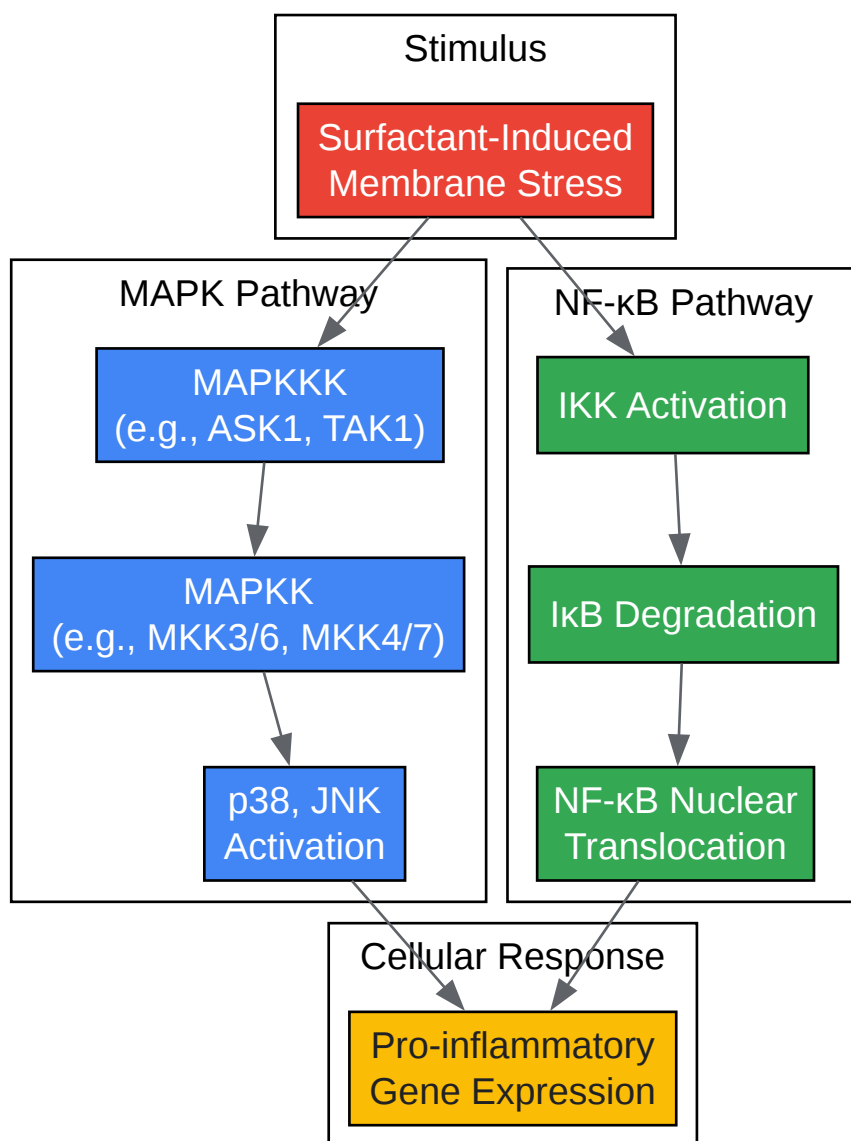 Stimulus
Surfactant-Induced
Membrane Stress
MAPK Pathway
MAPKKK
(e.g., ASK1, TAK1)
MAPKK
(e.g., MKK3/6, MKK4/7)
p38, JNK
Activation
NF-κB Pathway
IKK Activation
IκB Degradation
NF-κB Nuclear
Translocation
Cellular Response
Pro-inflammatory
Gene Expression